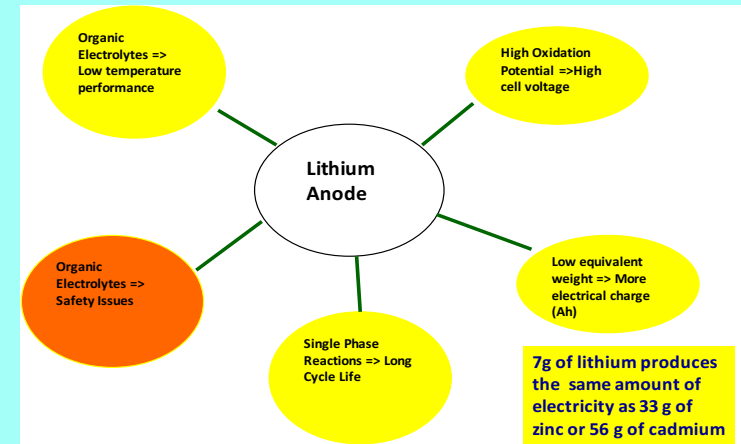 Organic
Electrolytes =>
Low temperature
performance
High Oxidation
Potential =>High
cell voltage
Lithium
Anode
Organic
Electrolytes =>
Safety Issues
Low equivalent
weight => More
electrical charge
(Ah)
Single Phase
Reactions => Long
Cycle Life
7g of lithium produces
the same amount of
electricity as 33 g of
zinc or 56 g of cadmium